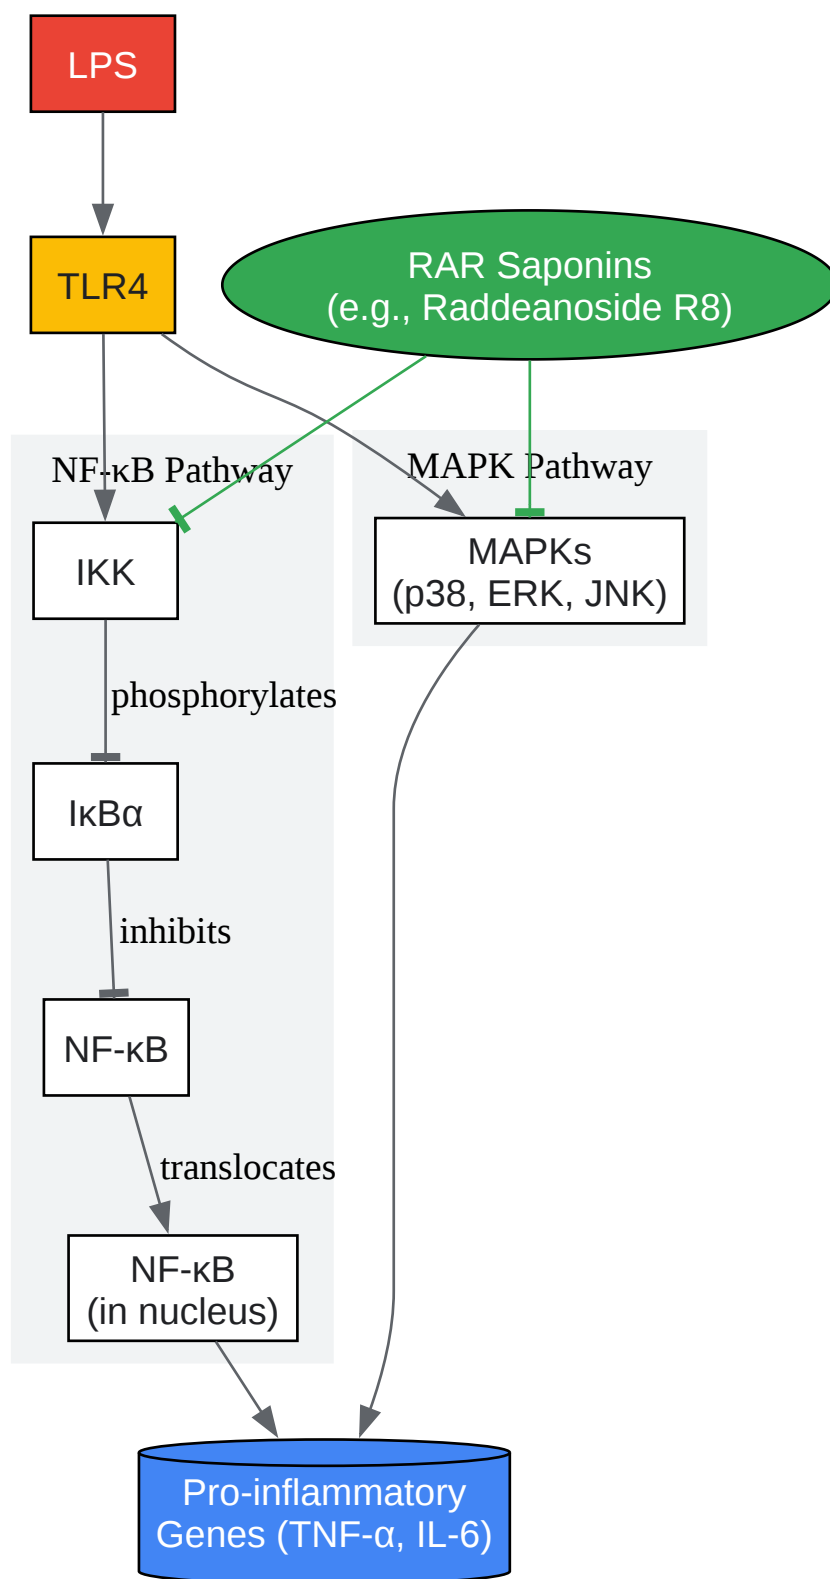 LPS
TLR4
RAR Saponins
(e.g., Raddeanoside R8)
NF-κB Pathway
MAPK Pathway
IKK
MAPKs
(p38, ERK, JNK)
phosphorylates
IκBα
inhibits
NF-κB
translocates
NF-κB
(in nucleus)
Pro-inflammatory
Genes (TNF-α, IL-6)